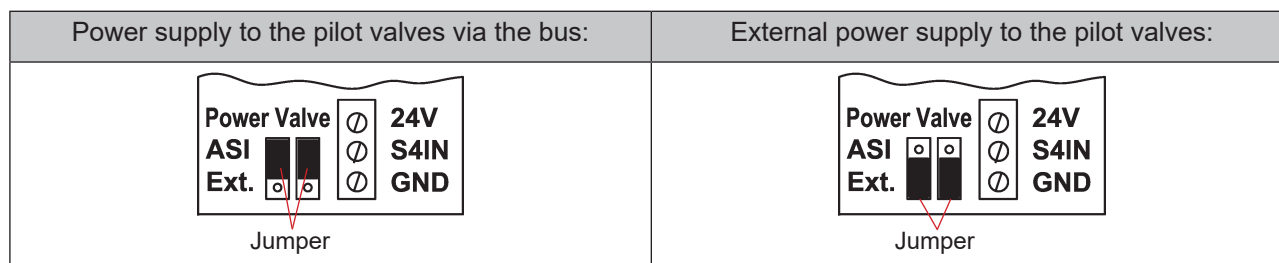 Power supply to the pilot valves via the bus:
External power supply to the pilot valves:
Power Valve 24V
ASI S4IN
Ext. GND
Jumper
Power Valve 24V
ASI S4IN
Ext. GND
Jumper